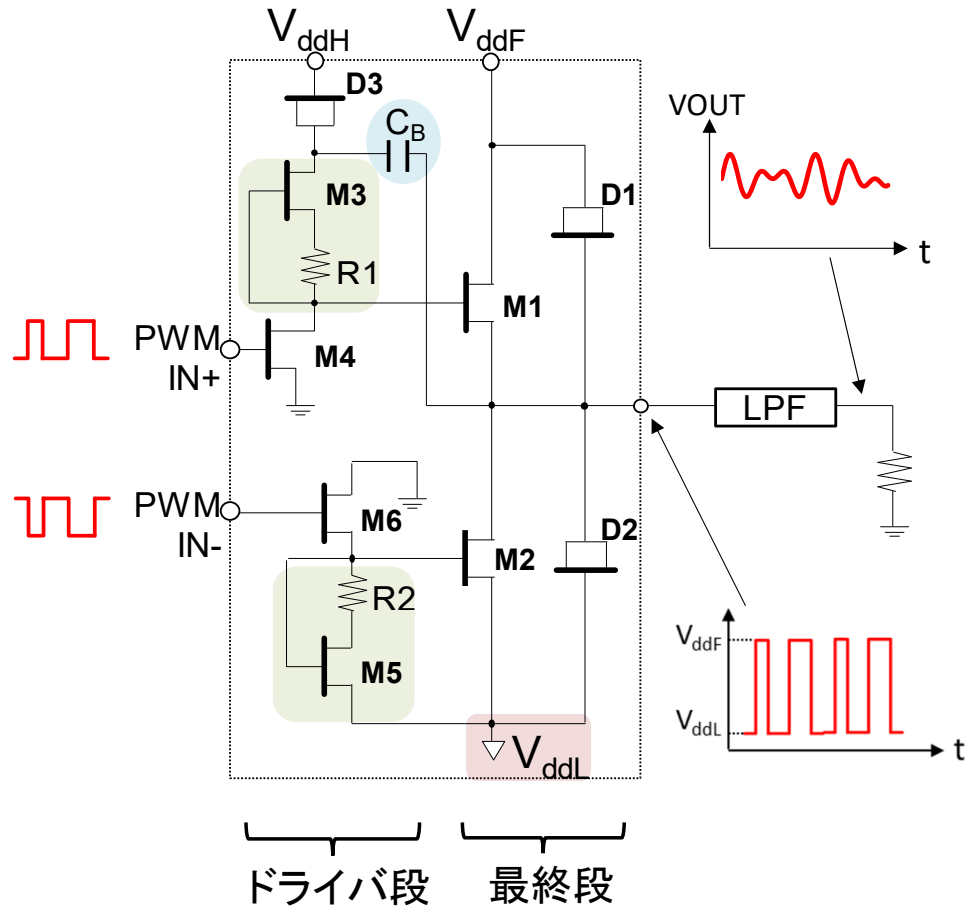 VddH
VddF
D3
CB
M3
R1
D1
M1
PWM
IN+
M4
VOUT
t
LPF
PWM
IN-
M6
M2
D2
R2
M5
VddL
VddF
VddL
t
ドライバ段
最終段